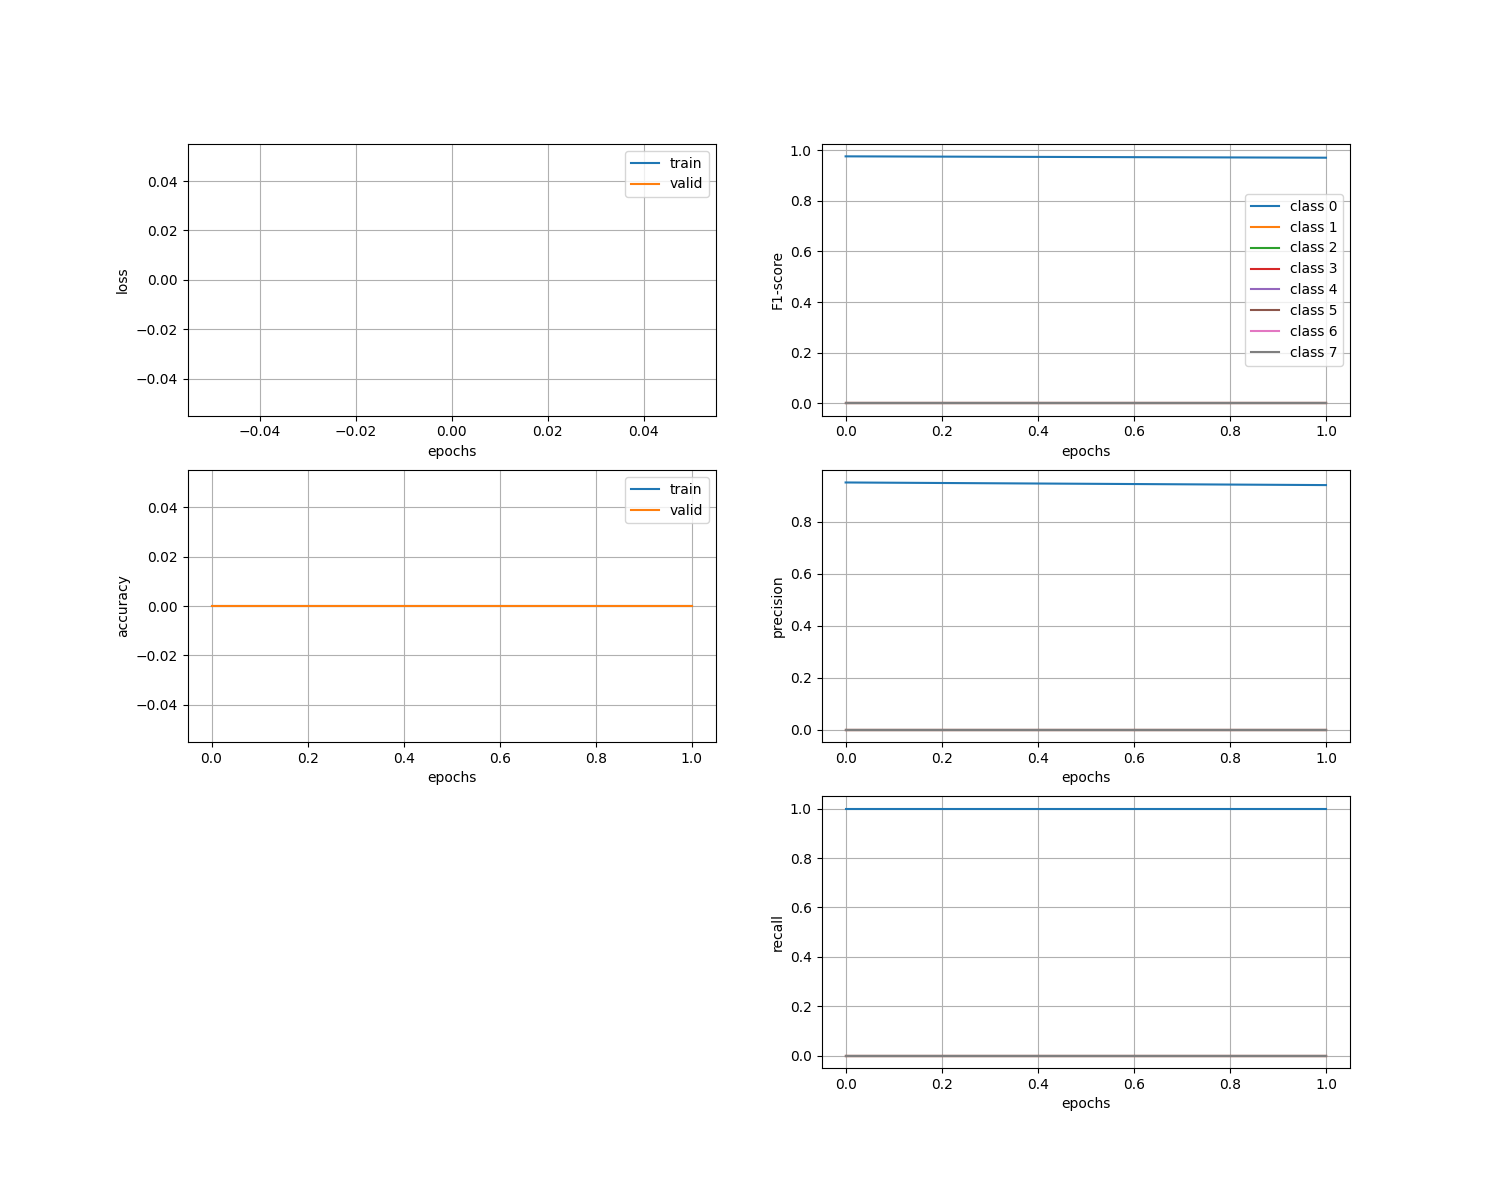 loss
0.04
0.02
0.00
−0.02
−0.04
train
valid
−0.04 −0.02 0.00 0.02 0.04
epochs
F1-score
1.0
0.8
0.6
0.4
0.2
0.0
class 0
class 1
class 2
class 3
class 4
class 5
class 6
class 7
0.0 0.2 0.4 0.6 0.8 1.0
epochs
accuracy
0.04
0.02
0.00
−0.02
−0.04
train
valid
0.0 0.2 0.4 0.6 0.8 1.0
epochs
precision
0.8
0.6
0.4
0.2
0.0
0.0 0.2 0.4 0.6 0.8 1.0
epochs
recall
1.0
0.8
0.6
0.4
0.2
0.0
0.0 0.2 0.4 0.6 0.8 1.0
epochs